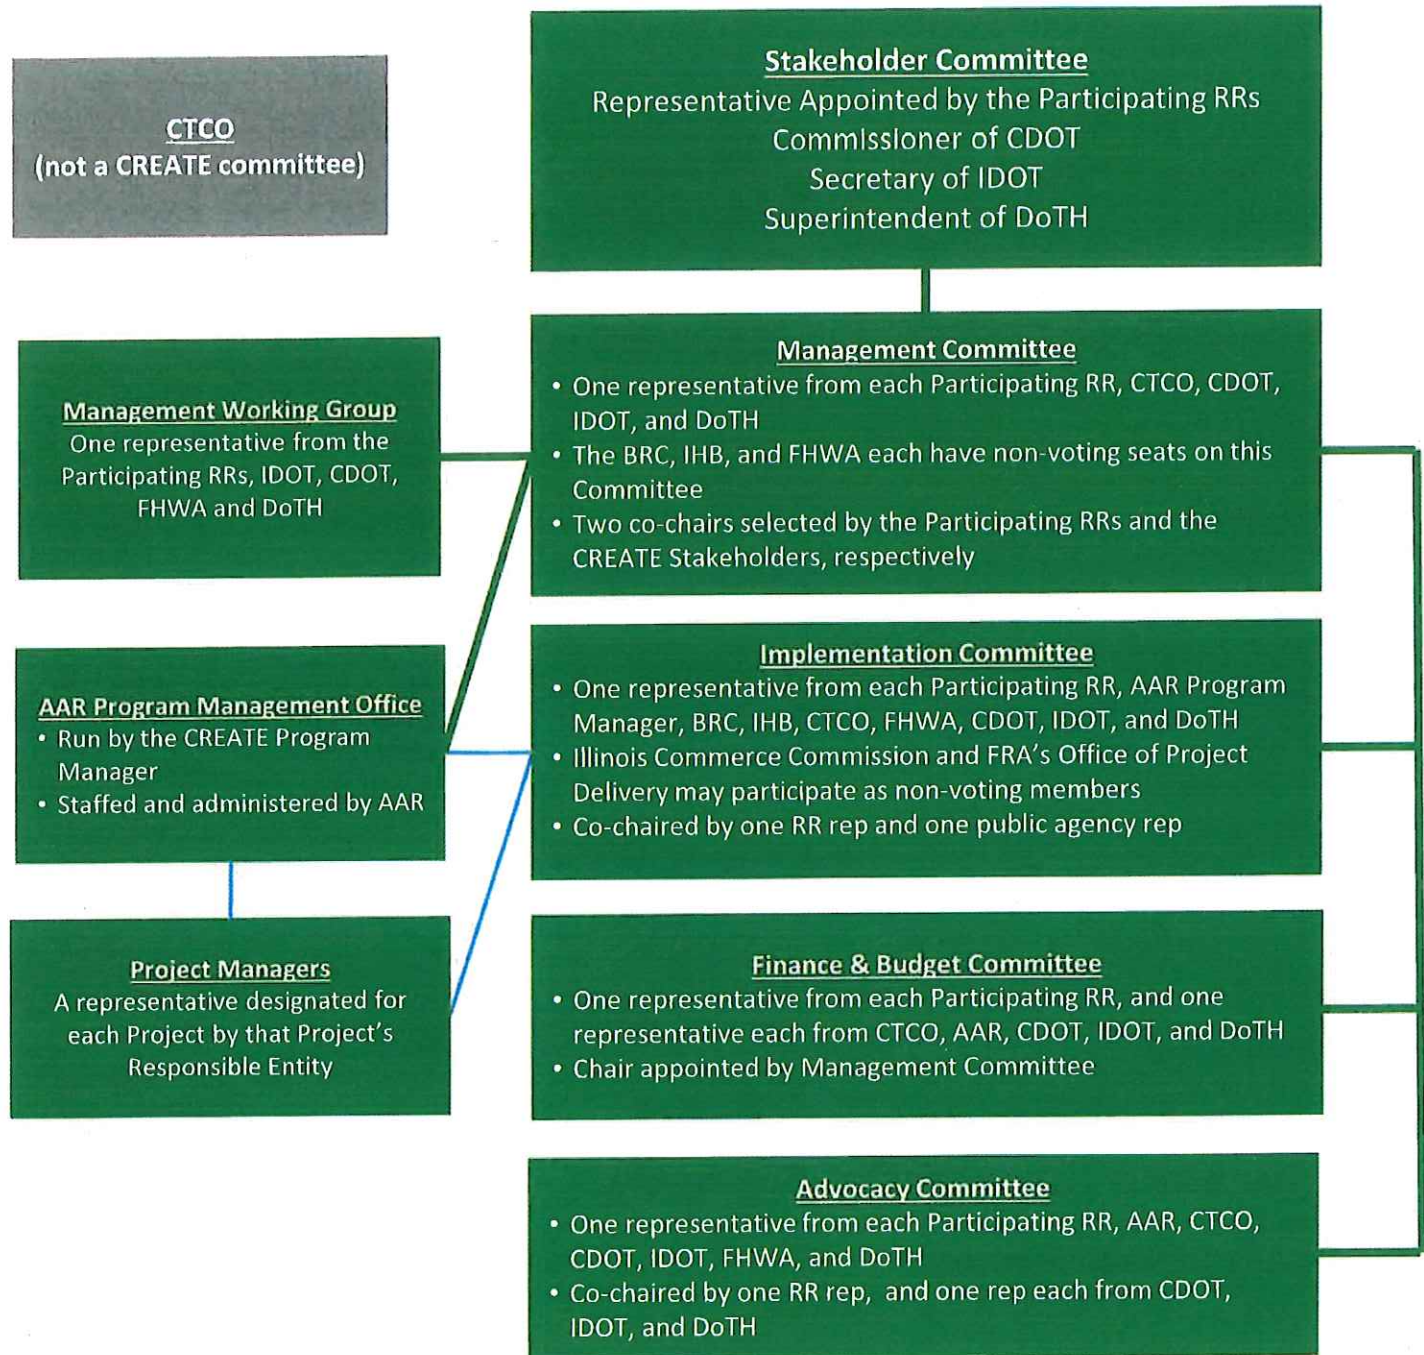 CTCO
(not a CREATE committee)
Stakeholder Committee
Representative Appointed by the Participating RRs
Commissioner of CDOT
Secretary of IDOT
Superintendent of DoTH
Management Working Group
One representative from the
Participating RRs, IDOT, CDOT,
FHWA and DoTH
Management Committee
• One representative from each Participating RR, CTCO, CDOT,
IDOT, and DoTH
• The BRC, IHB, and FHWA each have non-voting seats on this
Committee
• Two co-chairs selected by the Participating RRs and the
CREATE Stakeholders, respectively
AAR Program Management Office
• Run by the CREATE Program
Manager
• Staffed and administered by AAR
Implementation Committee
• One representative from each Participating RR, AAR Program
Manager, BRC, IHB, CTCO, FHWA, CDOT, IDOT, and DoTH
• Illinois Commerce Commission and FRA's Office of Project
Delivery may participate as non-voting members
• Co-chaired by one RR rep and one public agency rep
Project Managers
A representative designated for
each Project by that Project's
Responsible Entity
Finance & Budget Committee
• One representative from each Participating RR, and one
representative each from CTCO, AAR, CDOT, IDOT, and DoTH
• Chair appointed by Management Committee
Advocacy Committee
• One representative from each Participating RR, AAR, CTCO,
CDOT, IDOT, FHWA, and DoTH
• Co-chaired by one RR rep, and one rep each from CDOT,
IDOT, and DoTH